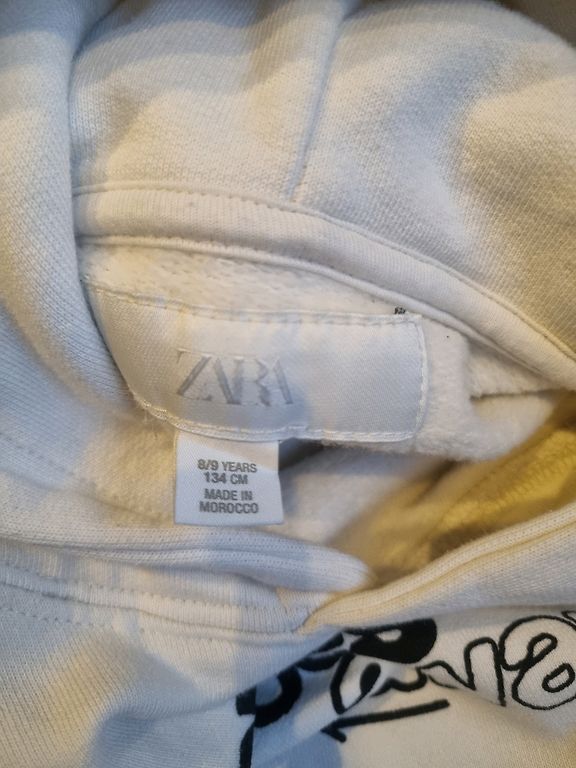 ZARA
8/9 YEARS
134 CM
MADE IN
MOROCCO